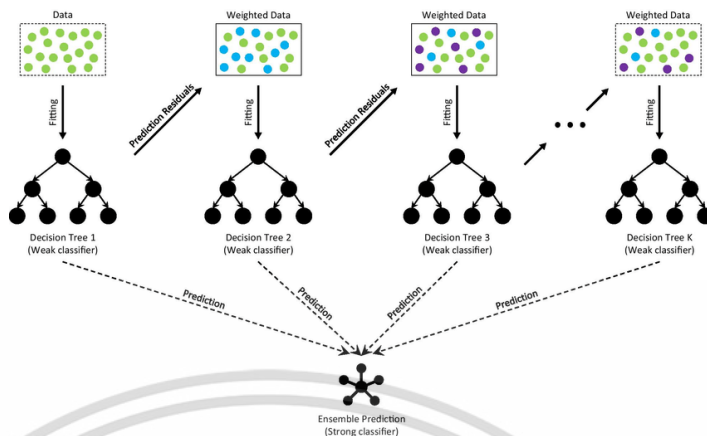 Data
Weighted Data
Weighted Data
Weighted Data
Fitting
Prediction Residuals
Fitting
Prediction Residuals
Fitting
Fitting
Decision Tree 1
(Weak classifier)
Decision Tree 2
(Weak classifier)
Decision Tree 3
(Weak classifier)
Decision Tree K
(Weak classifier)
Prediction
Prediction
Prediction
Prediction
Ensemble Prediction
(Strong classifier)